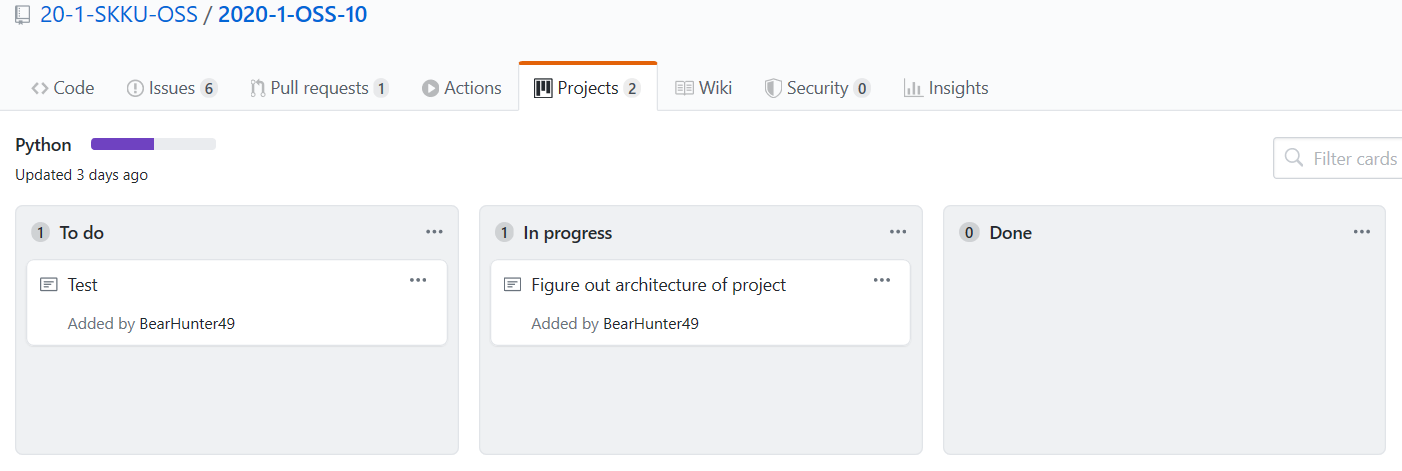 20-1-SKKU-OSS / 2020-1-OSS-10
Code Issues 6 Pull requests 1 Actions Projects 2 Wiki Security 0 Insights
Python
Filter cards
Updated 3 days ago
1 To do
Test
Added by BearHunter49
1 In progress
Figure out architecture of project
Added by BearHunter49
0 Done